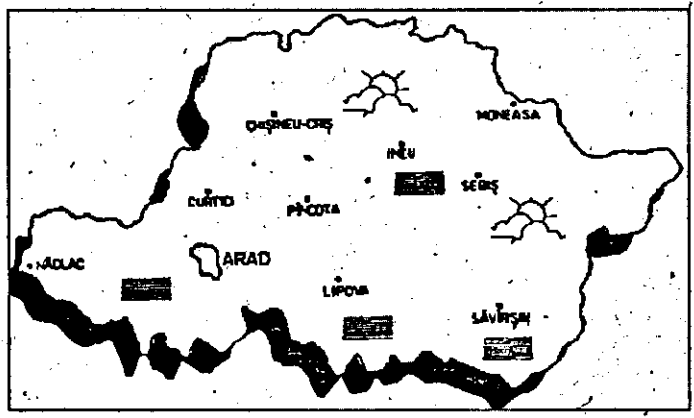 MONEASA
CHIȘINEU-CRIȘ
INEU
SEBIȘ
CURTICI
PÎNCOTA
ARAD
NĂDLAC
LIPOVA
SĂVÎRȘIN